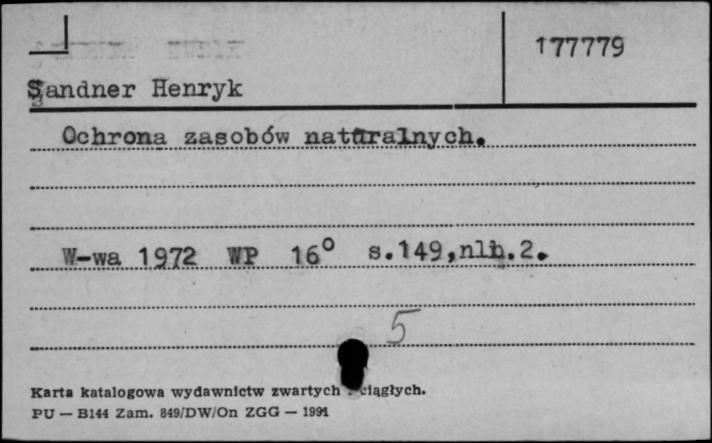 177779
Sandner Henryk
Ochrona zasobów naturalnych.
W-wa 1972 WP 16° s.149,nlb.2.
5
Karta katalogowa wydawnictw zwartych ciągłych.
PU — B144 Zam. 849/DW/On ZGG — 1991